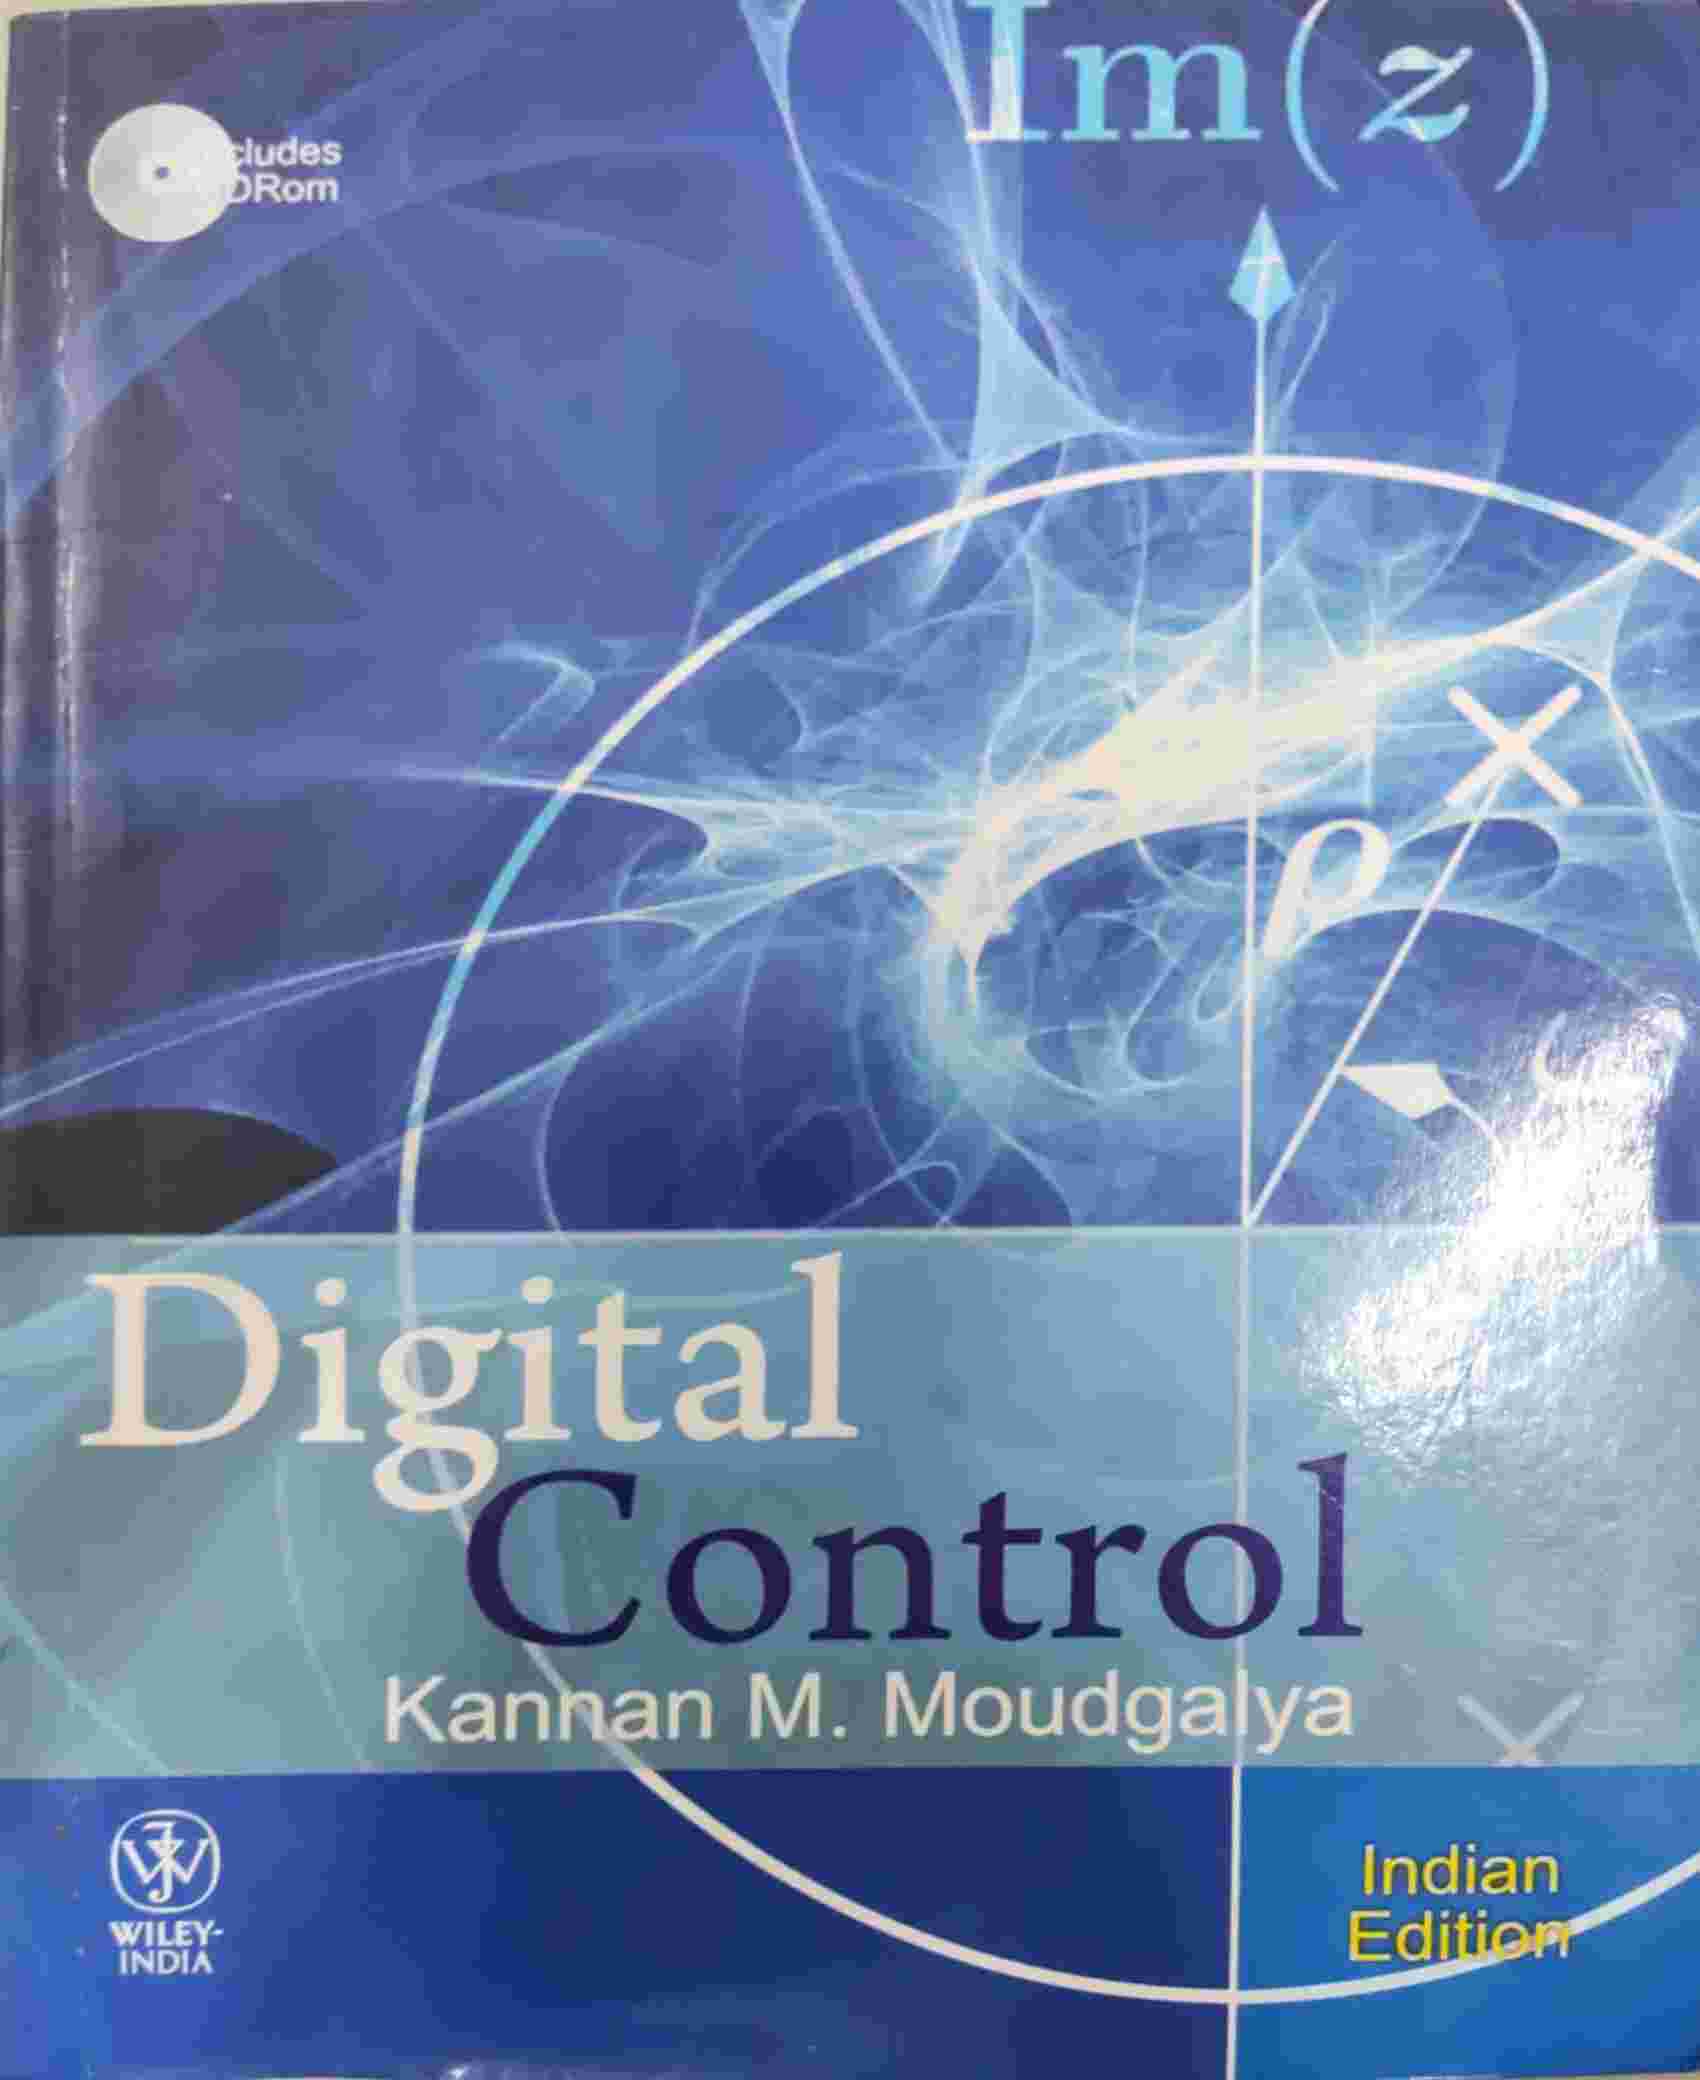 Im(z)
cludes
DRom
ρ
Digital
Control
Kannan M. Moudgalya
WILEY-
INDIA
Indian
Edition